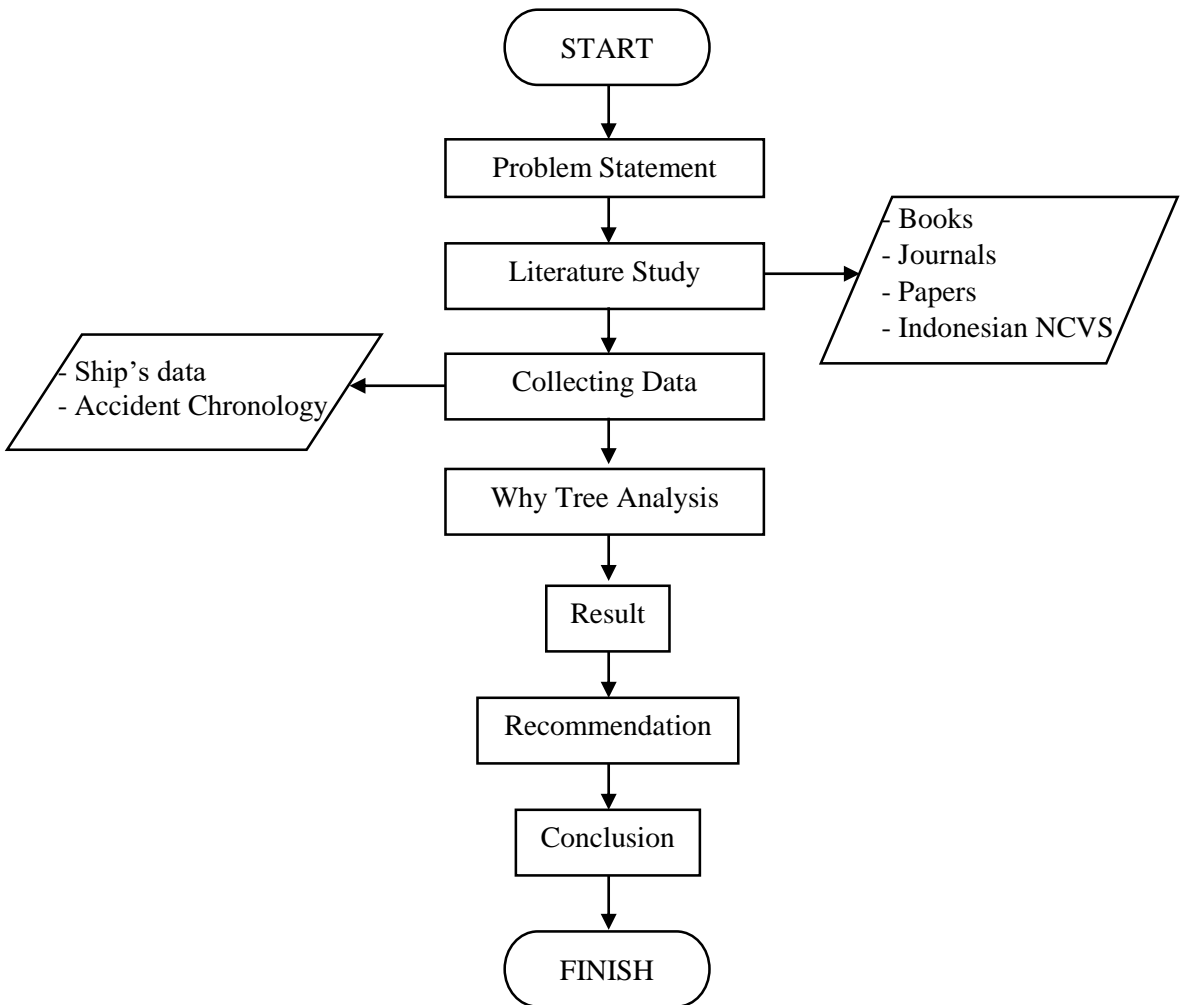 START
Problem Statement
Literature Study
- Books
- Journals
- Papers
- Indonesian NCVS
Collecting Data
- Ship’s data
- Accident Chronology
Why Tree Analysis
Result
Recommendation
Conclusion
FINISH